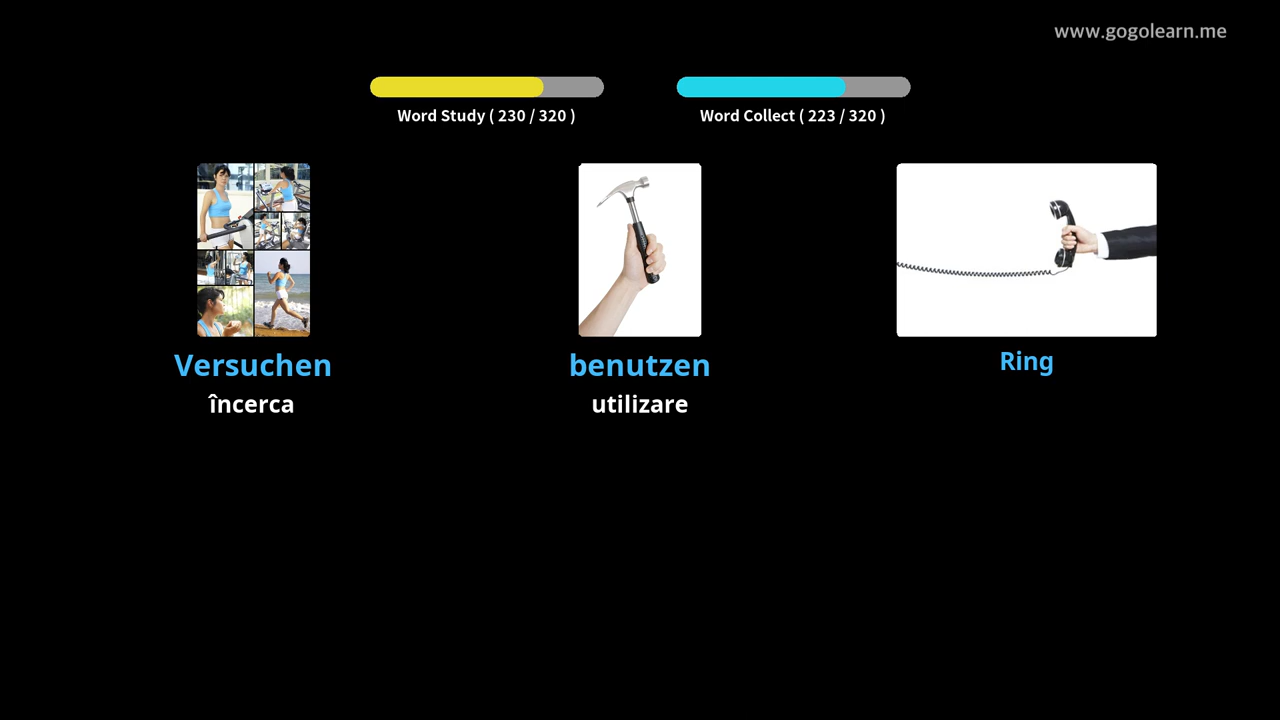 www.gogolearn.me
Word Study ( 230 / 320 )
Word Collect ( 223 / 320 )
Versuchen
încerca
benutzen
utilizare
Ring